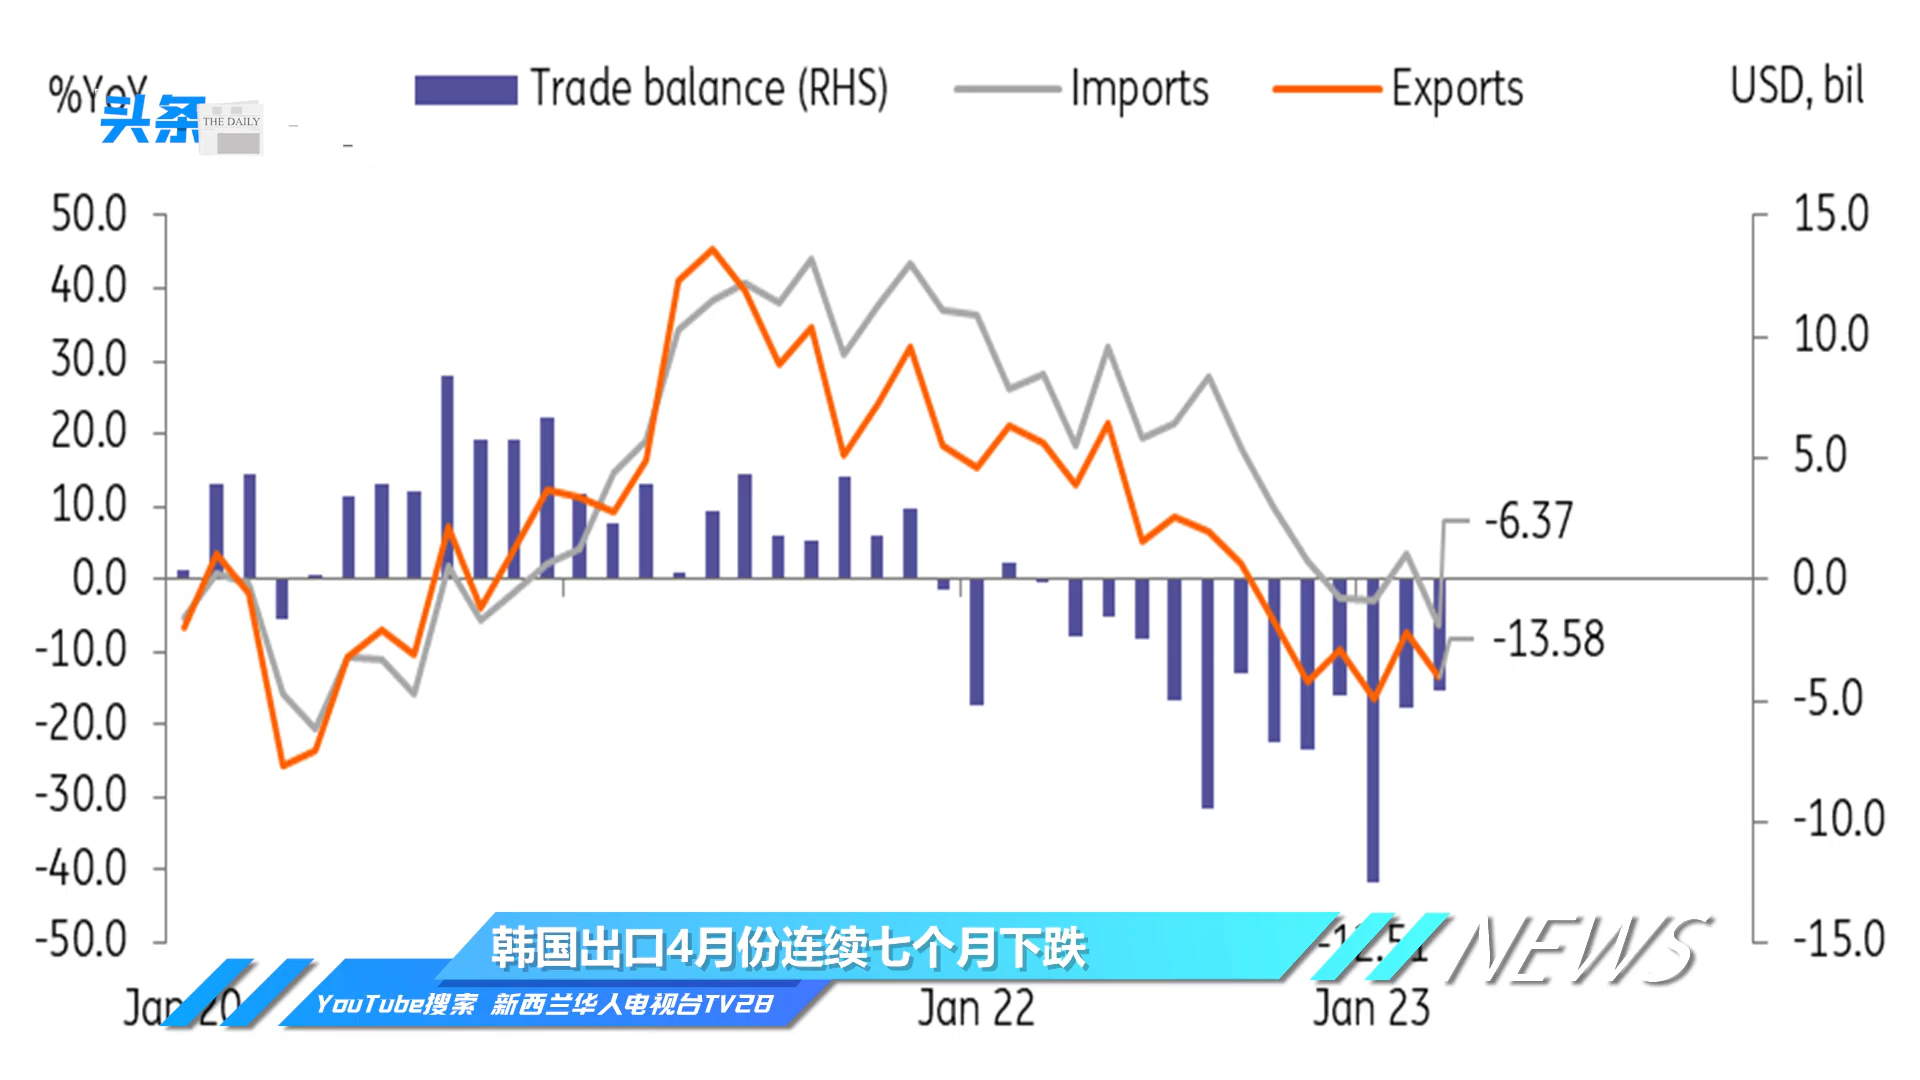 %YoY
Trade balance (RHS)
Imports
Exports
USD, bil
头条
THE DAILY
50.0
40.0
30.0
20.0
10.0
0.0
-10.0
-20.0
-30.0
-40.0
-50.0
15.0
10.0
5.0
0.0
-5.0
-10.0
-15.0
-6.37
-13.58
韩国出口4月份连续七个月下跌
NEWS
YouTube搜索 新西兰华人电视台TV28
Jan 20
Jan 22
Jan 23